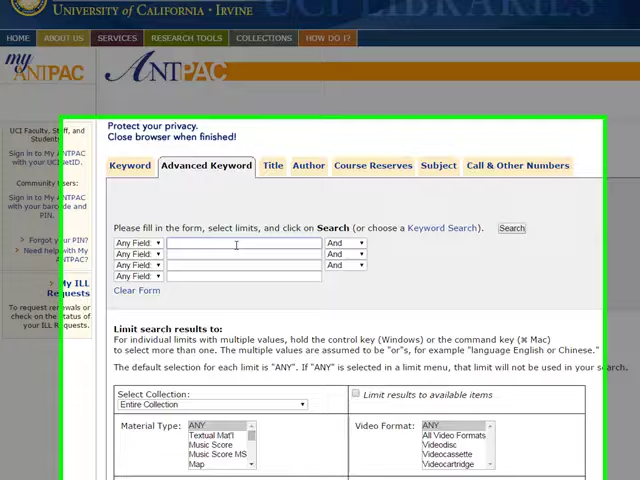 UNIVERSITY of CALIFORNIA · IRVINE
UCI LIBRARIES
HOME ABOUT US SERVICES RESEARCH TOOLS COLLECTIONS HOW DO I?
my
ANTPAC
ANTPAC
Protect your privacy.
Close browser when finished!
UCI Faculty, Staff, and
Students:
Sign in to My ANTPAC
with your UCInetID.
Community Users:
Sign in to My ANTPAC
with your barcode and
PIN.
Forgot your PIN?
Need help with My
ANTPAC?
My ILL
Requests
To request renewals or
check on the status of
your ILL Requests.
Keyword Advanced Keyword Title Author Course Reserves Subject Call & Other Numbers
Please fill in the form, select limits, and click on Search (or choose a Keyword Search). Search
Any Field: And
Any Field: And
Any Field: And
Any Field:
Clear Form
Limit search results to:
For individual limits with multiple values, hold the control key (Windows) or the command key (⌘ Mac)
to select more than one. The multiple values are assumed to be "or"s, for example "language English or Chinese."
The default selection for each limit is "ANY". If "ANY" is selected in a limit menu, that limit will not be used in your search.
Select Collection:
Entire Collection
Limit results to available items
Material Type: ANY
Textual Mat'l
Music Score
Music Score MS
Map
Video Format: ANY
All Video Formats
Videodisc
Videocassette
Videocartridge